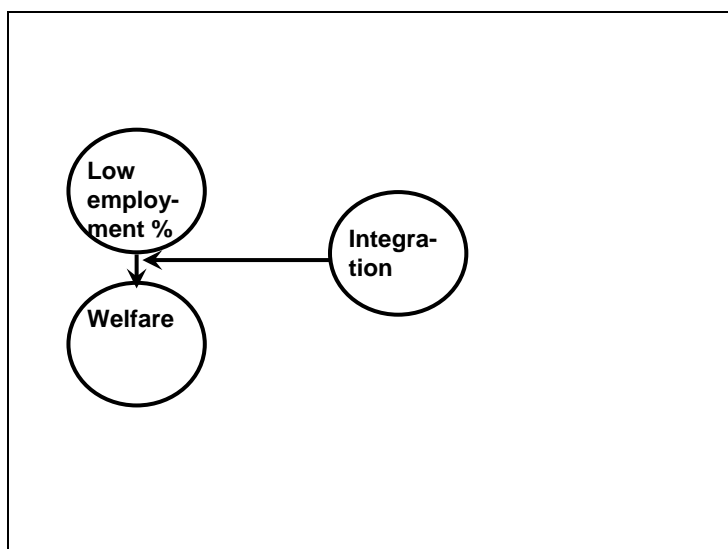 Low
employ-
ment %
Integra-
tion
Welfare